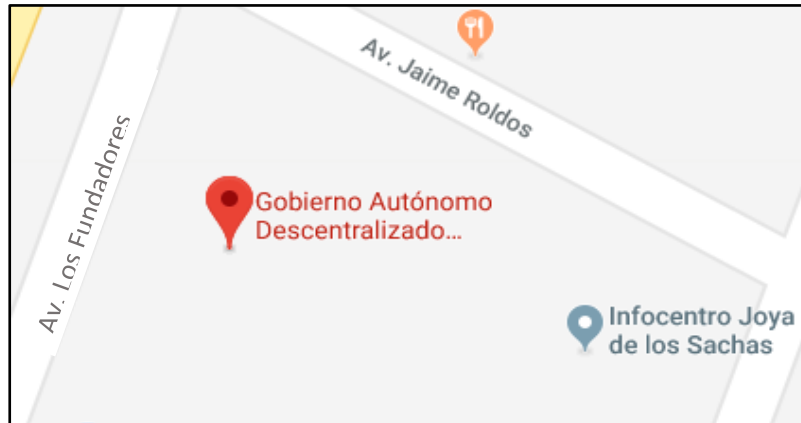 Av. Jaime Roldos
Av. Los Fundadores
Gobierno Autónomo
Descentralizado...
Infocentro Joya
de los Sachas